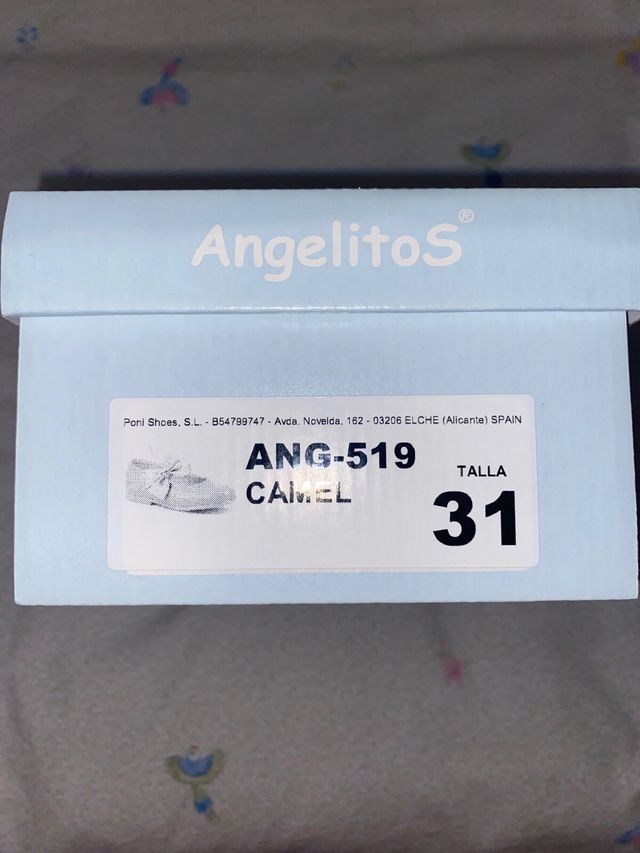 AngelitoS®
Poni Shoes, S.L. - B54799747 - Avda. Novelda, 162 - 03206 ELCHE (Alicante) SPAIN
ANG-519
CAMEL
TALLA
31